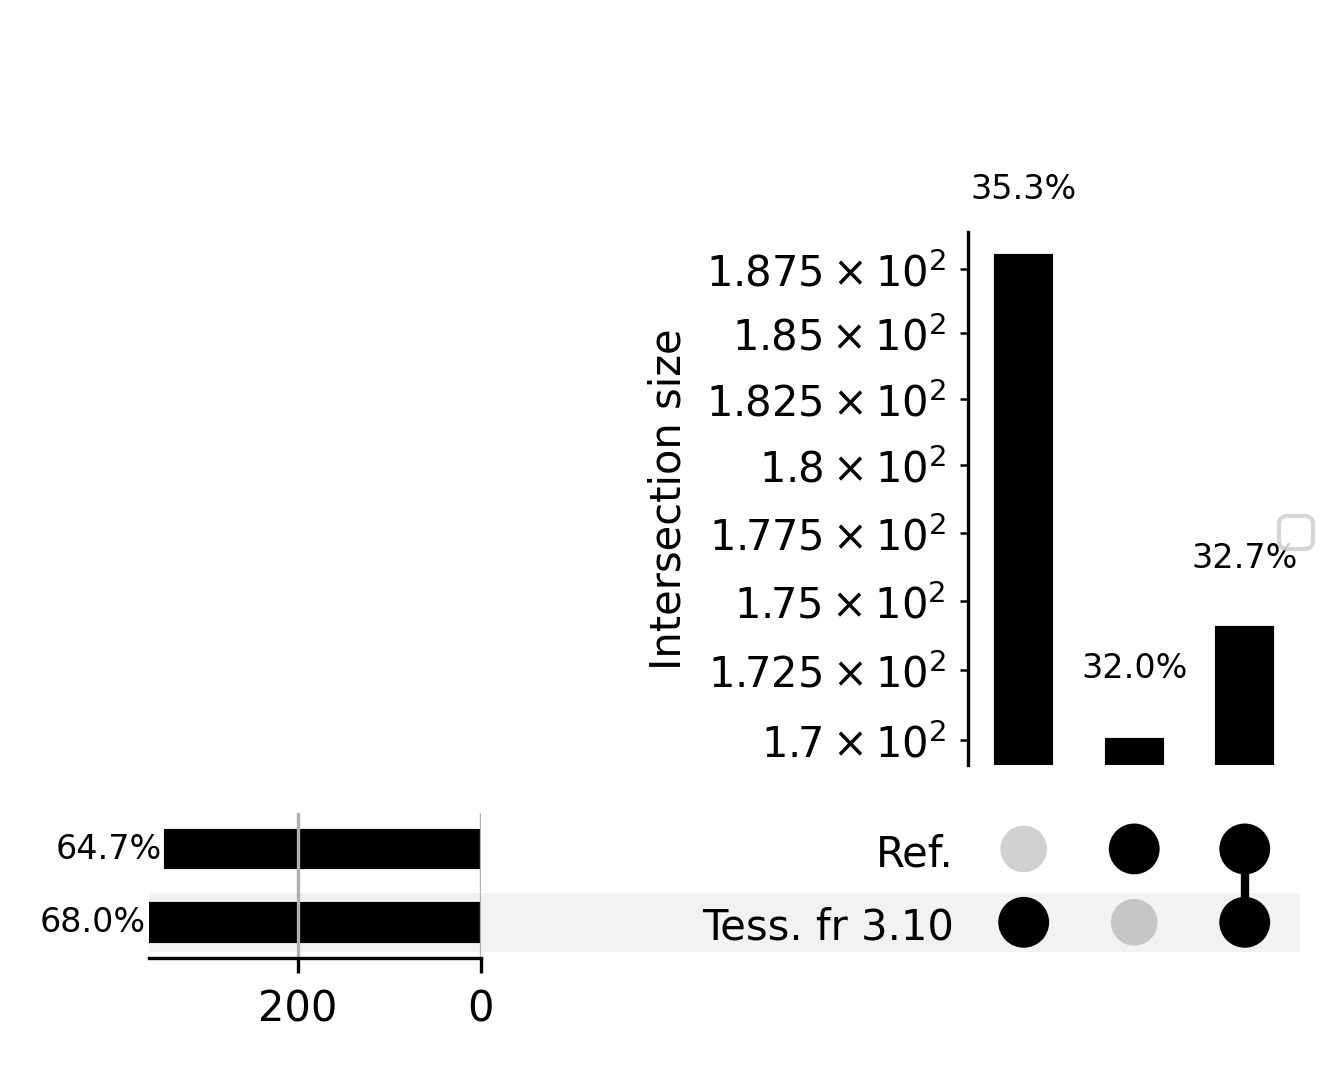 35.3%
1.875 × 10²
1.85 × 10²
1.825 × 10²
1.8 × 10²
1.775 × 10²
1.75 × 10²
1.725 × 10²
1.7 × 10²
Intersection size
32.7%
32.0%
64.7%
Ref.
68.0%
Tess. fr 3.10
200 0